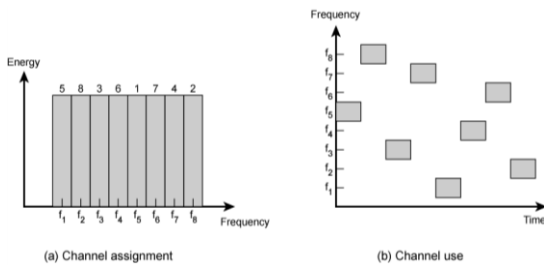 Energy
5 8 3 6 1 7 4 2
f1 f2 f3 f4 f5 f6 f7 f8
Frequency
(a) Channel assignment
Frequency
f8
f7
f6
f5
f4
f3
f2
f1
Time
(b) Channel use